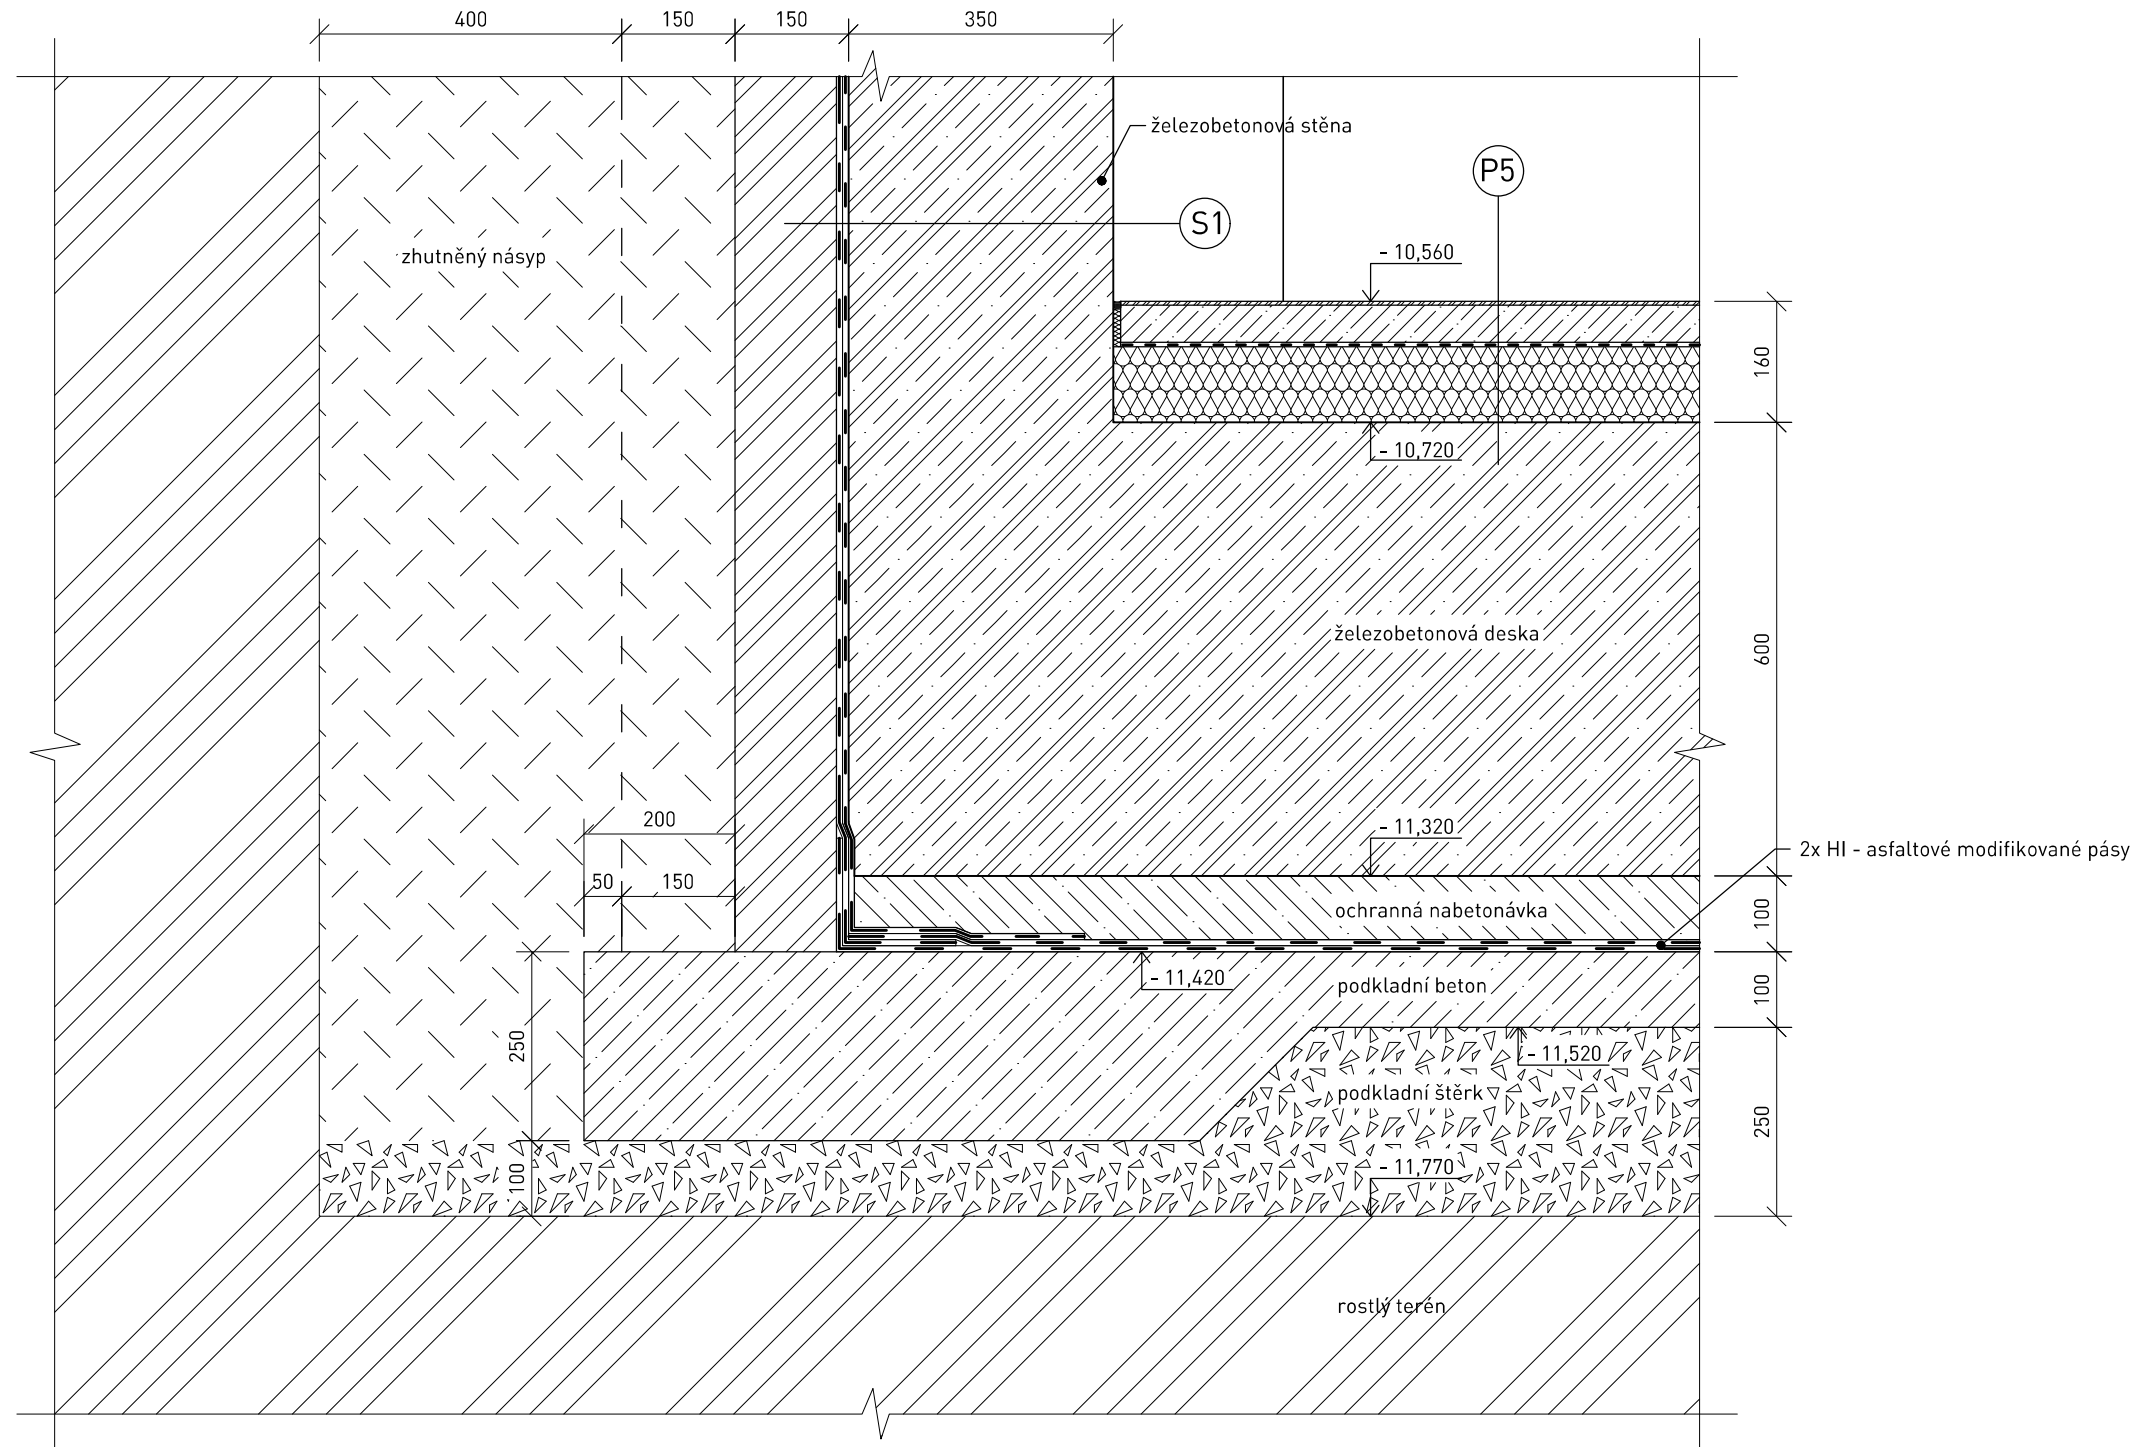 400
150
150
350
železobetonová stěna
P5
S1
zhutněný násyp
- 10,560
160
- 10,720
železobetonová deska
600
200
- 11,320
2x HI - asfaltové modifikované pásy
50
150
ochranná nabetonávka
100
- 11,420
podkladní beton
100
250
- 11,520
podkladní štěrk
250
- 11,770
100
rostlý terén